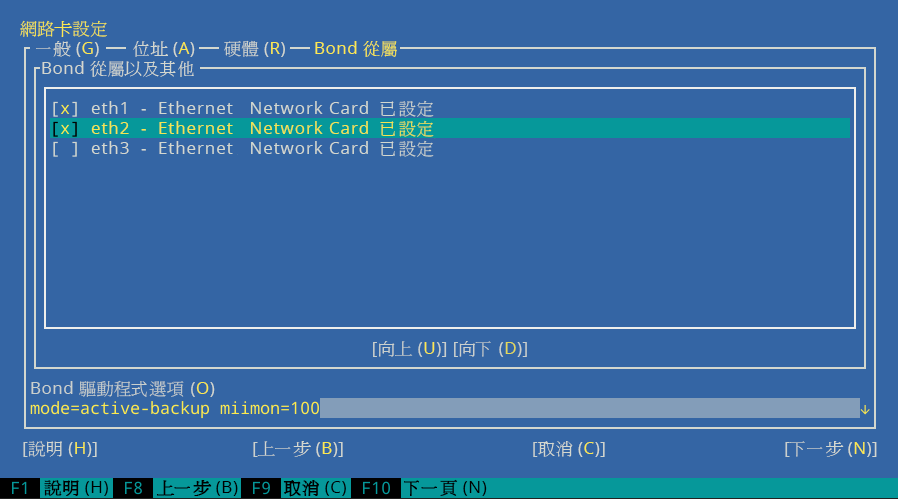 網路卡設定
一般 (G) 位址 (A) 硬體 (R) Bond 從屬
Bond 從屬以及其他
[x] eth1 - Ethernet Network Card 已設定
[x] eth2 - Ethernet Network Card 已設定
[ ] eth3 - Ethernet Network Card 已設定
[向上 (U)] [向下 (D)]
Bond 驅動程式選項 (O)
mode=active-backup miimon=100 ↓
[說明 (H)] [上一步 (B)] [取消 (C)] [下一步 (N)]
F1 說明 (H) F8 上一步 (B) F9 取消 (C) F10 下一頁 (N)